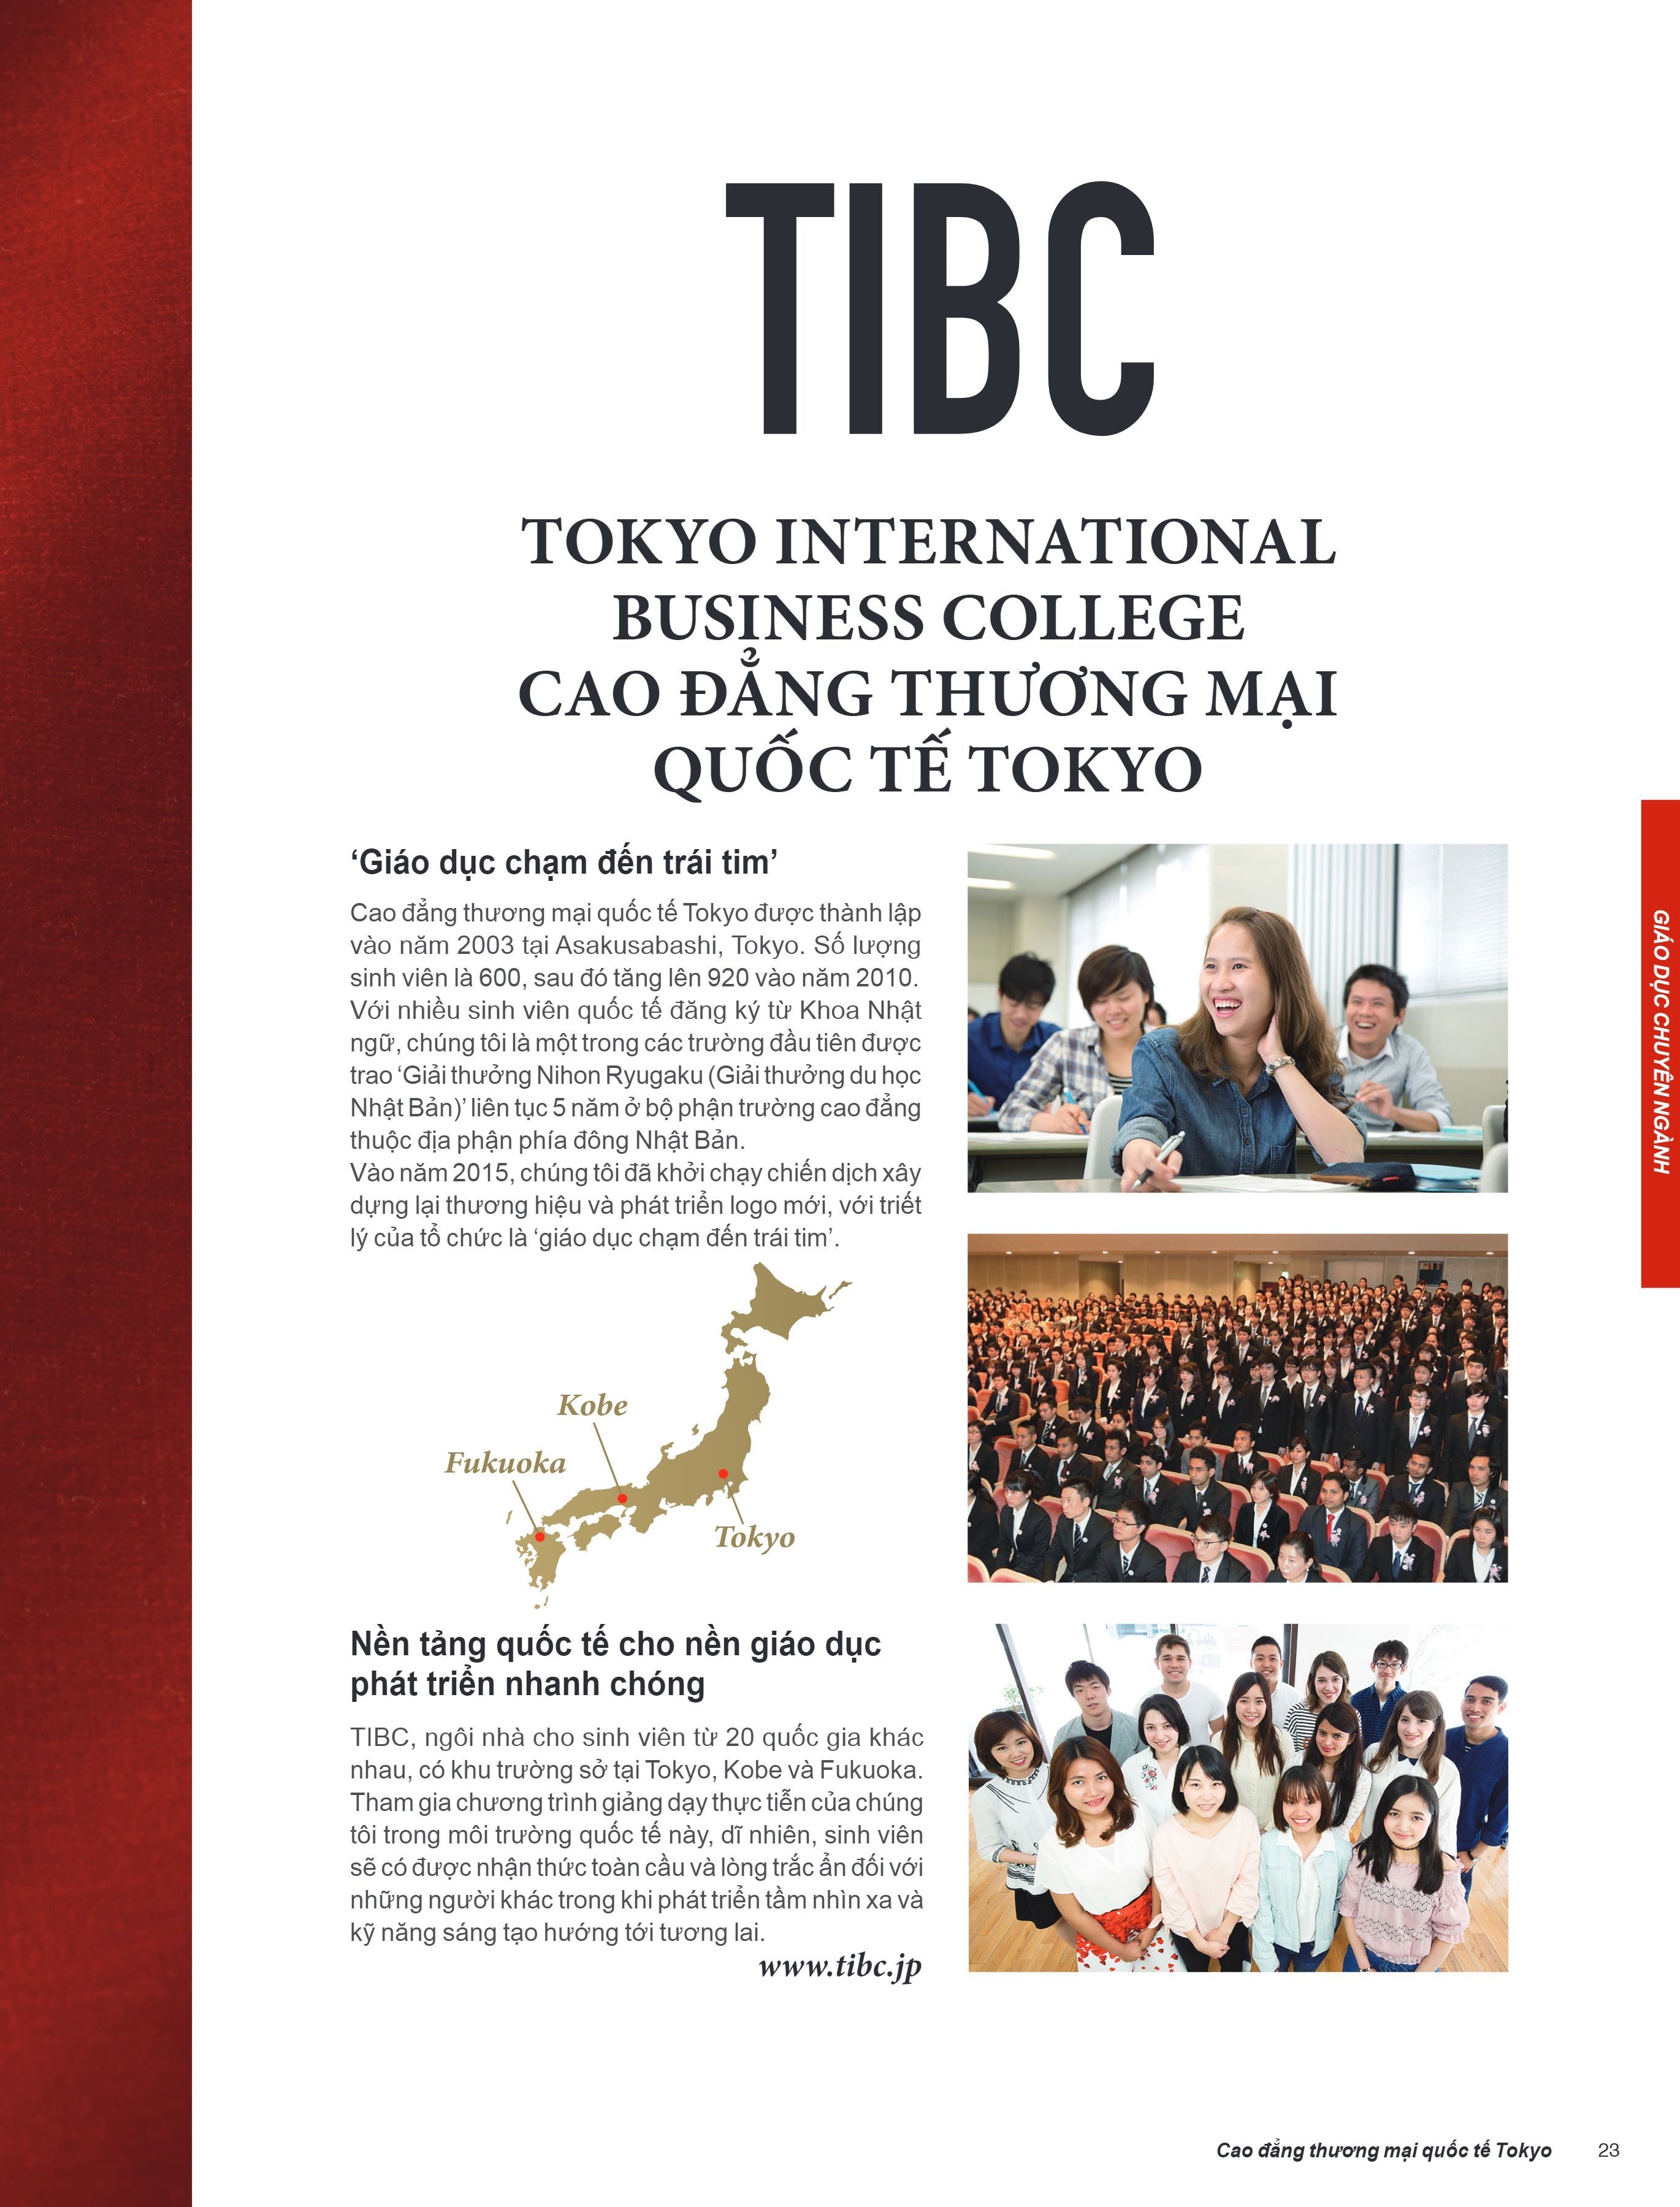 TIBC
TOKYO INTERNATIONAL
BUSINESS COLLEGE
CAO ĐẲNG THƯƠNG MẠI
QUỐC TẾ TOKYO
‘Giáo dục chạm đến trái tim’
Cao đẳng thương mại quốc tế Tokyo được thành lập
vào năm 2003 tại Asakusabashi, Tokyo. Số lượng
sinh viên là 600, sau đó tăng lên 920 vào năm 2010.
Với nhiều sinh viên quốc tế đăng ký từ Khoa Nhật
ngữ, chúng tôi là một trong các trường đầu tiên được
trao ‘Giải thưởng Nihon Ryugaku (Giải thưởng du học
Nhật Bản)’ liên tục 5 năm ở bộ phận trường cao đẳng
thuộc địa phận phía đông Nhật Bản.
Vào năm 2015, chúng tôi đã khởi chạy chiến dịch xây
dựng lại thương hiệu và phát triển logo mới, với triết
lý của tổ chức là ‘giáo dục chạm đến trái tim’.
Kobe
Fukuoka
Tokyo
Nền tảng quốc tế cho nền giáo dục
phát triển nhanh chóng
TIBC, ngôi nhà cho sinh viên từ 20 quốc gia khác
nhau, có khu trường sở tại Tokyo, Kobe và Fukuoka.
Tham gia chương trình giảng dạy thực tiễn của chúng
tôi trong môi trường quốc tế này, dĩ nhiên, sinh viên
sẽ có được nhận thức toàn cầu và lòng trắc ẩn đối với
những người khác trong khi phát triển tầm nhìn xa và
kỹ năng sáng tạo hướng tới tương lai.
www.tibc.jp
GIÁO DỤC CHUYÊN NGÀNH
Cao đẳng thương mại quốc tế Tokyo 23